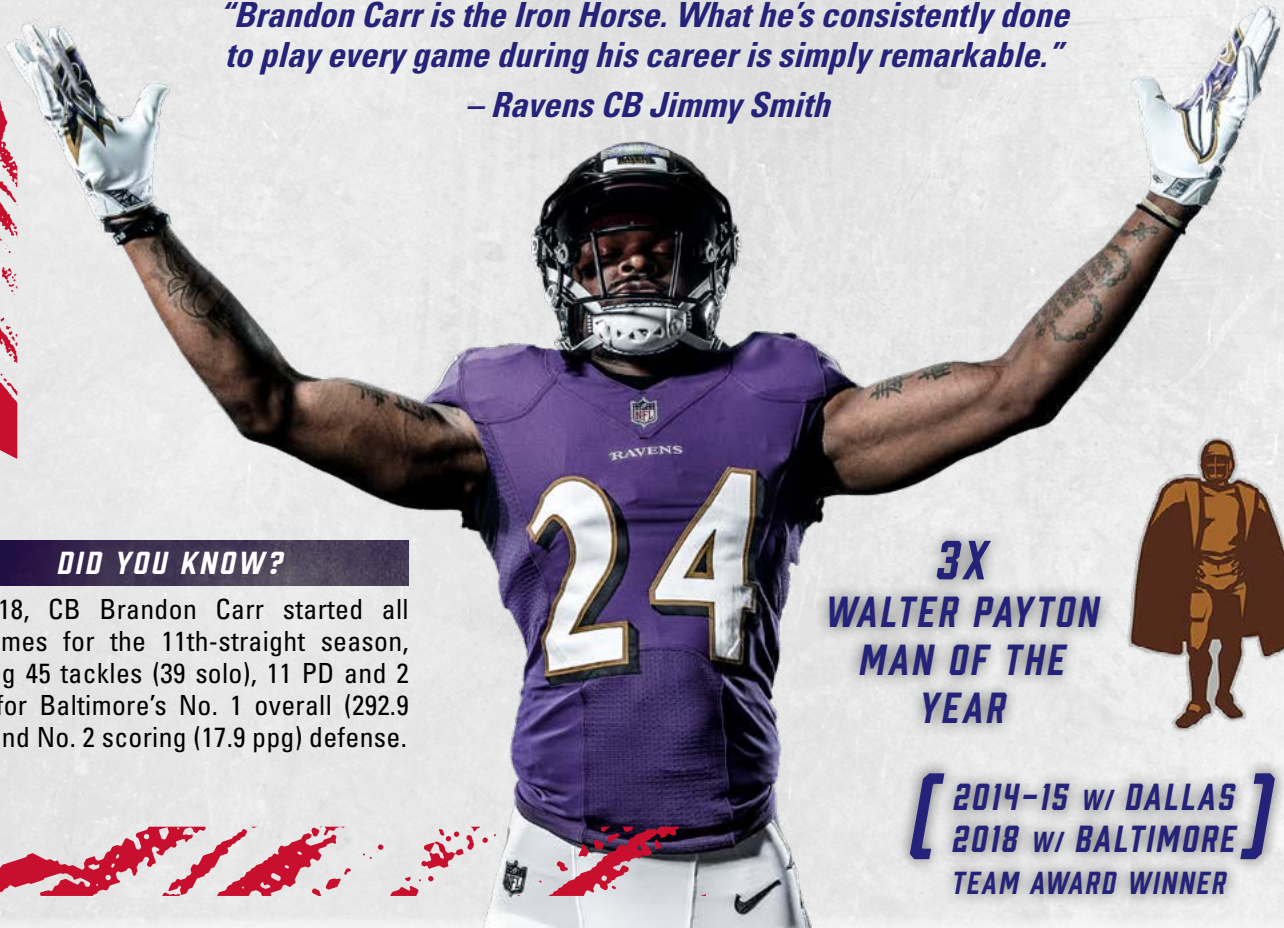 “Brandon Carr is the Iron Horse. What he’s consistently done
to play every game during his career is simply remarkable.”
– Ravens CB Jimmy Smith
NFL
RAVENS
24
DID YOU KNOW?
18, CB Brandon Carr started all
mes for the 11th-straight season,
g 45 tackles (39 solo), 11 PD and 2
for Baltimore’s No. 1 overall (292.9
nd No. 2 scoring (17.9 ppg) defense.
3X
WALTER PAYTON
MAN OF THE
YEAR
[ 2014–15 W/ DALLAS
2018 W/ BALTIMORE ]
TEAM AWARD WINNER